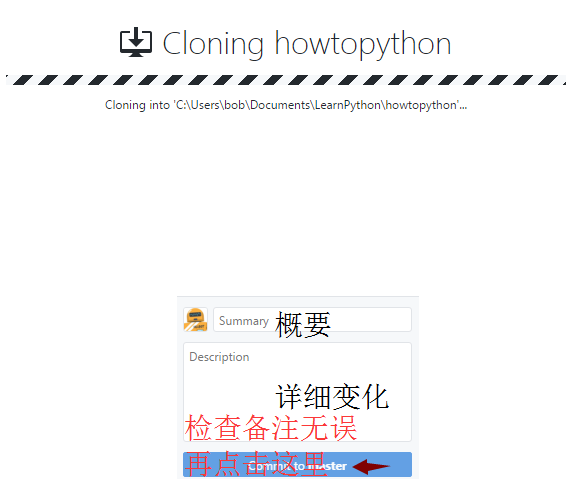 Cloning howtopython
Cloning into 'C:\Users\bob\Documents\LearnPython\howtopython'...
Summary 概要
Description
详细变化
检查备注无误
再点击这里
Commit to master